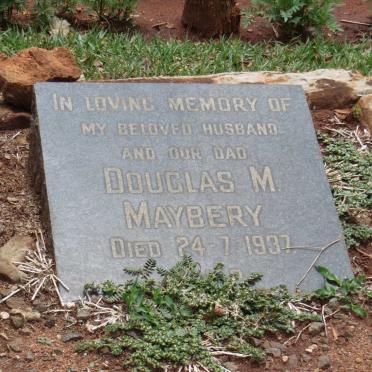 IN LOVING MEMORY OF
MY BELOVED HUSBAND
AND OUR DAD
DOUGLAS M.
MAYBERY
DIED 24-7-1937